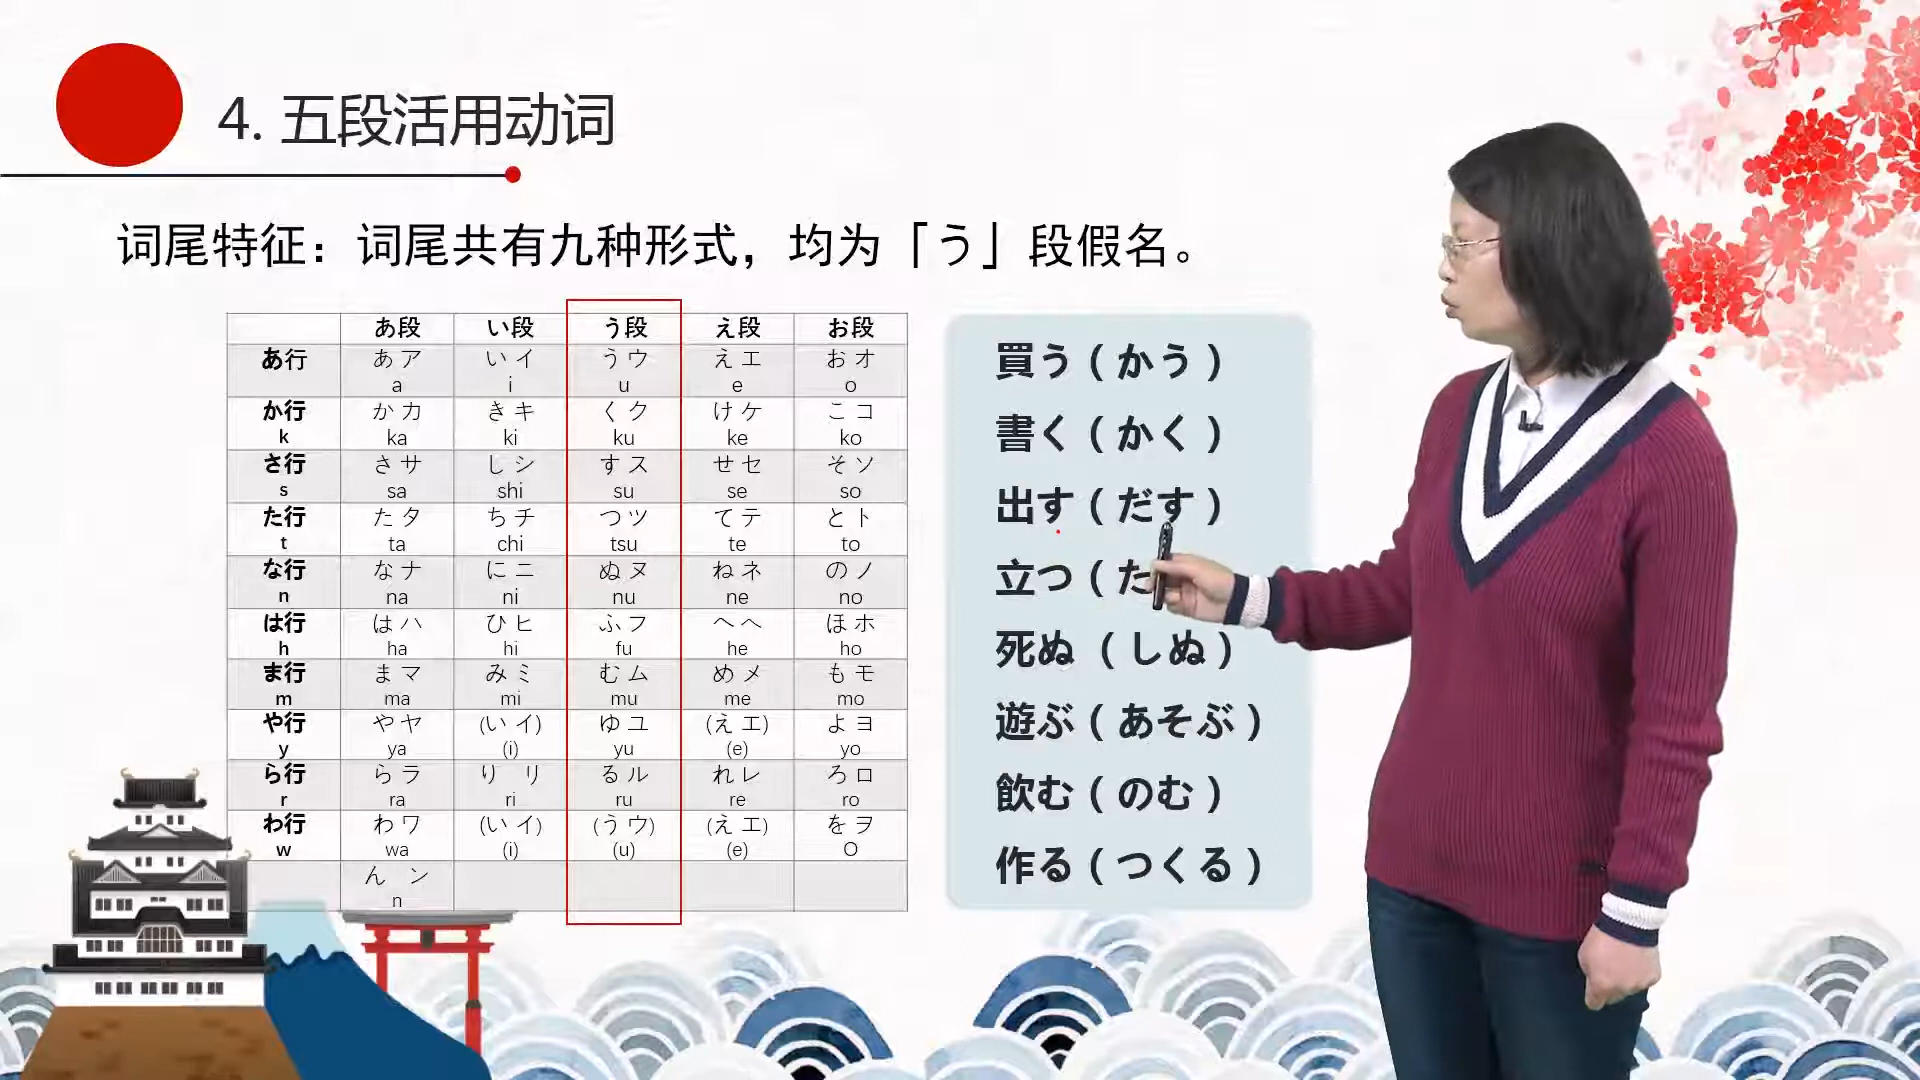 4. 五段活用动词
词尾特征：词尾共有九种形式，均为「う」段假名。
あ段 い段 う段 え段 お段
あ行 あ ア い イ う ウ え エ お オ
a i u e o
か行 か カ き キ く ク け ケ こ コ
k ka ki ku ke ko
さ行 さ サ し シ す ス せ セ そ ソ
s sa shi su se so
た行 た タ ち チ つ ツ て テ と ト
t ta chi tsu te to
な行 な ナ に ニ ぬ ヌ ね ネ の ノ
n na ni nu ne no
は行 は ハ ひ ヒ ふ フ へ ヘ ほ ホ
h ha hi fu he ho
ま行 ま マ み ミ む ム め メ も モ
m ma mi mu me mo
や行 や ヤ (い イ) ゆ ユ (え エ) よ ヨ
y ya (i) yu (e) yo
ら行 ら ラ り リ る ル れ レ ろ ロ
r ra ri ru re ro
わ行 わ ワ (い イ) (う ウ) (え エ) を ヲ
w wa (i) (u) (e) O
ん ン
n
買う（かう）
書く（かく）
出す（だす）
立つ（た
死ぬ（しぬ）
遊ぶ（あそぶ）
飲む（のむ）
作る（つくる）